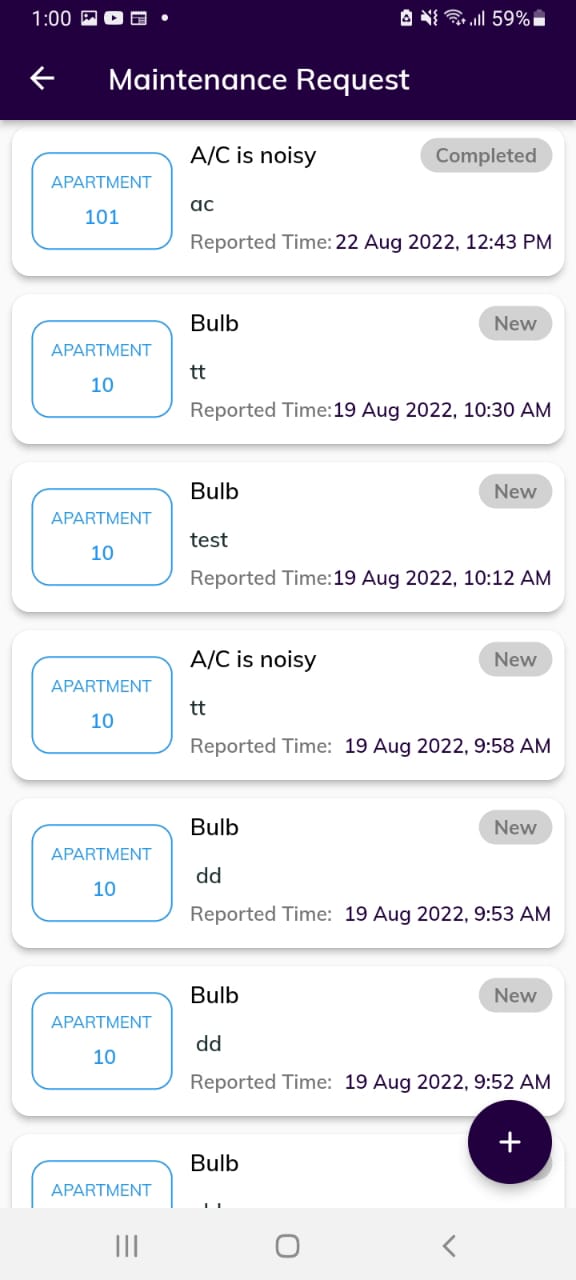 1:00 59%
Maintenance Request
A/C is noisy Completed
APARTMENT
101
ac
Reported Time: 22 Aug 2022, 12:43 PM
Bulb New
APARTMENT
10
tt
Reported Time: 19 Aug 2022, 10:30 AM
Bulb New
APARTMENT
10
test
Reported Time: 19 Aug 2022, 10:12 AM
A/C is noisy New
APARTMENT
10
tt
Reported Time: 19 Aug 2022, 9:58 AM
Bulb New
APARTMENT
10
dd
Reported Time: 19 Aug 2022, 9:53 AM
Bulb New
APARTMENT
10
dd
Reported Time: 19 Aug 2022, 9:52 AM
Bulb
APARTMENT